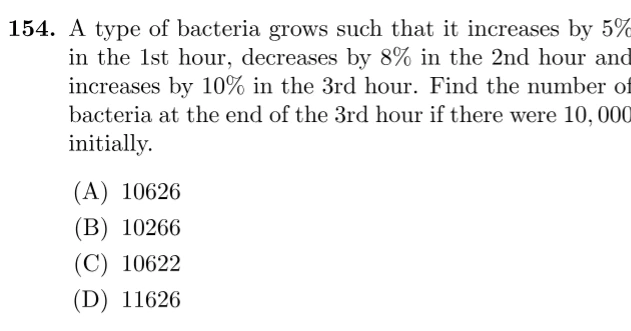 154. A type of bacteria grows such that it increases by 5%
in the 1st hour, decreases by 8% in the 2nd hour and
increases by 10% in the 3rd hour. Find the number of
bacteria at the end of the 3rd hour if there were 10,000
initially.
(A) 10626
(B) 10266
(C) 10622
(D) 11626